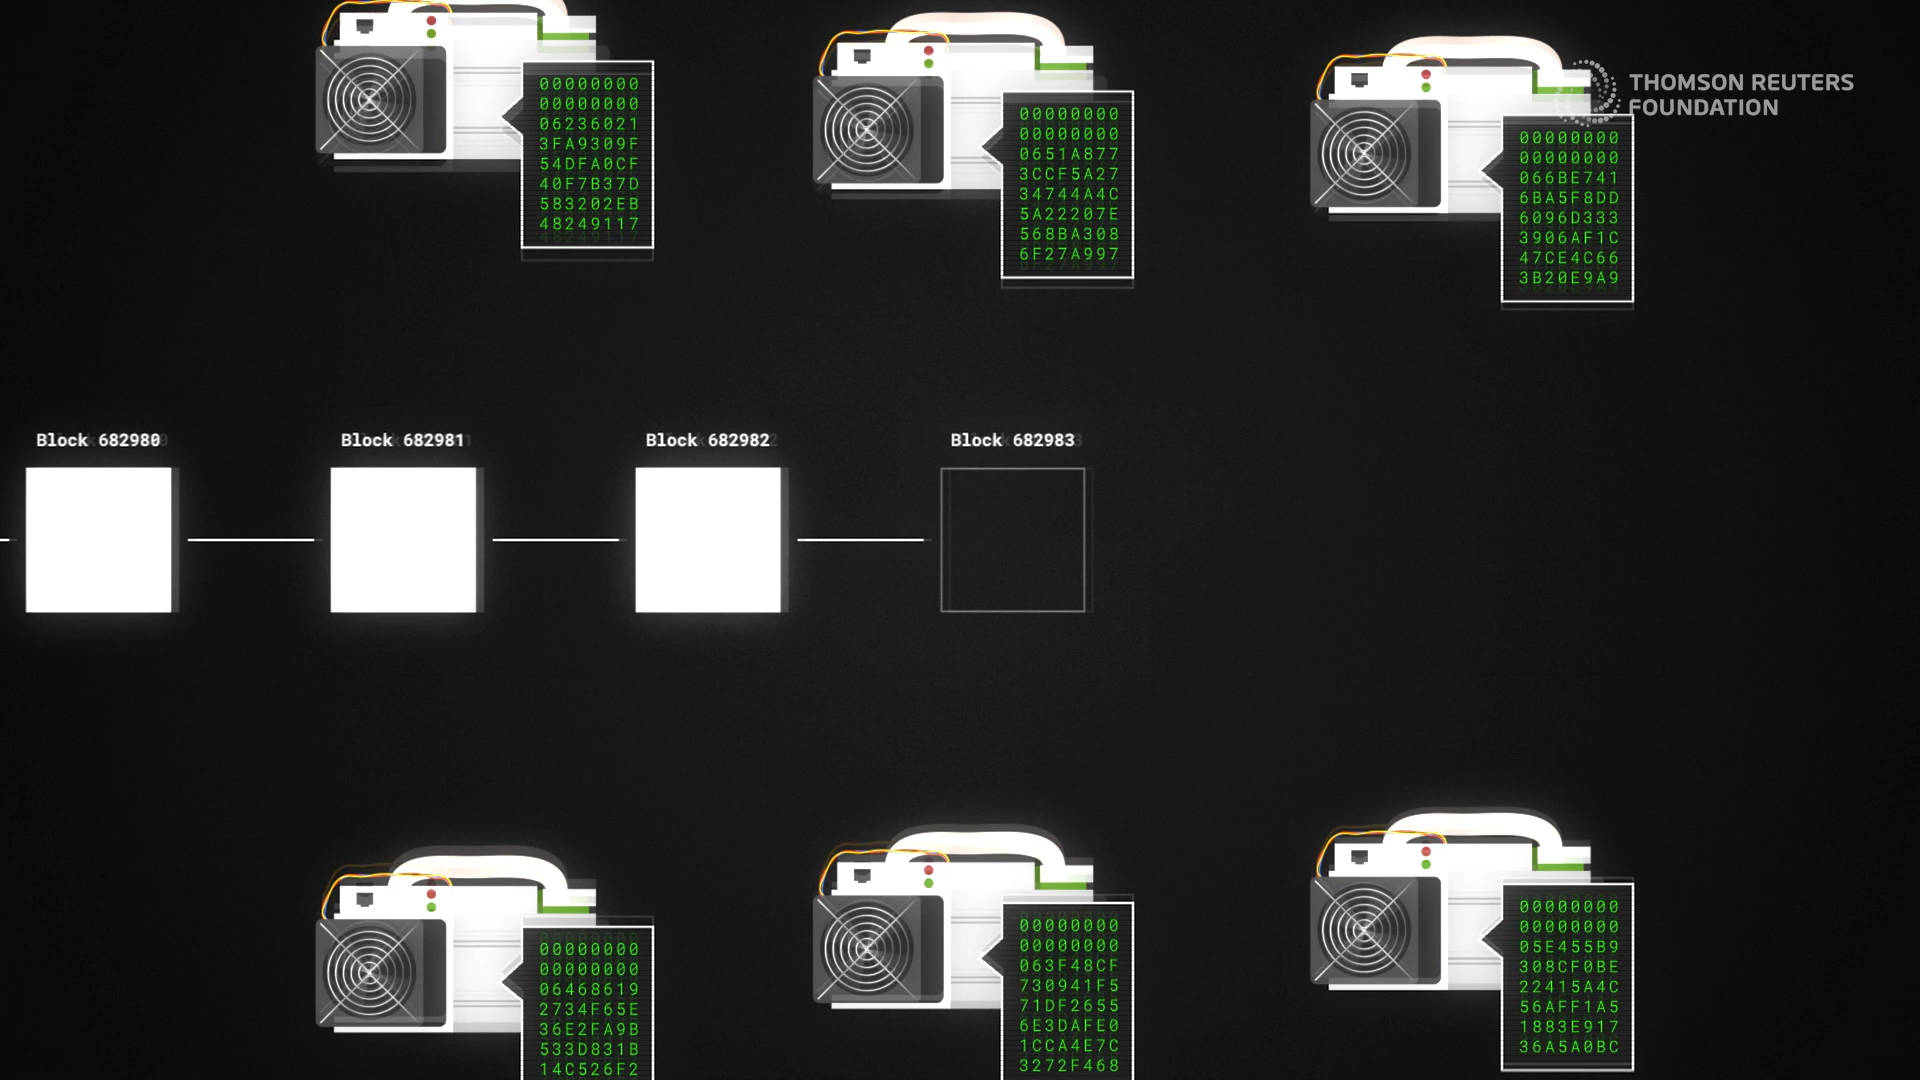 00000000
00000000
06236021
3FA9309F
54DFA0CF
40F7B37D
583202EB
48249117
00000000
00000000
0651A877
3CCF5A27
34744A4C
5A22207E
568BA308
6F27A997
THOMSON REUTERS
FOUNDATION
00000000
00000000
066BE741
6BA5F8DD
6096D333
3906AF1C
47CE4C66
3B20E9A9
Block 682980
Block 682981
Block 682982
Block 682983
00000000
00000000
06468619
2734F65E
36E2FA9B
533D831B
14C526F2
00000000
00000000
063F48CF
730941F5
71DF2655
6E3DAFE0
1CCA4E7C
3272F468
00000000
00000000
05E455B9
308CF0BE
22415A4C
56AFF1A5
1883E917
36A5A0BC